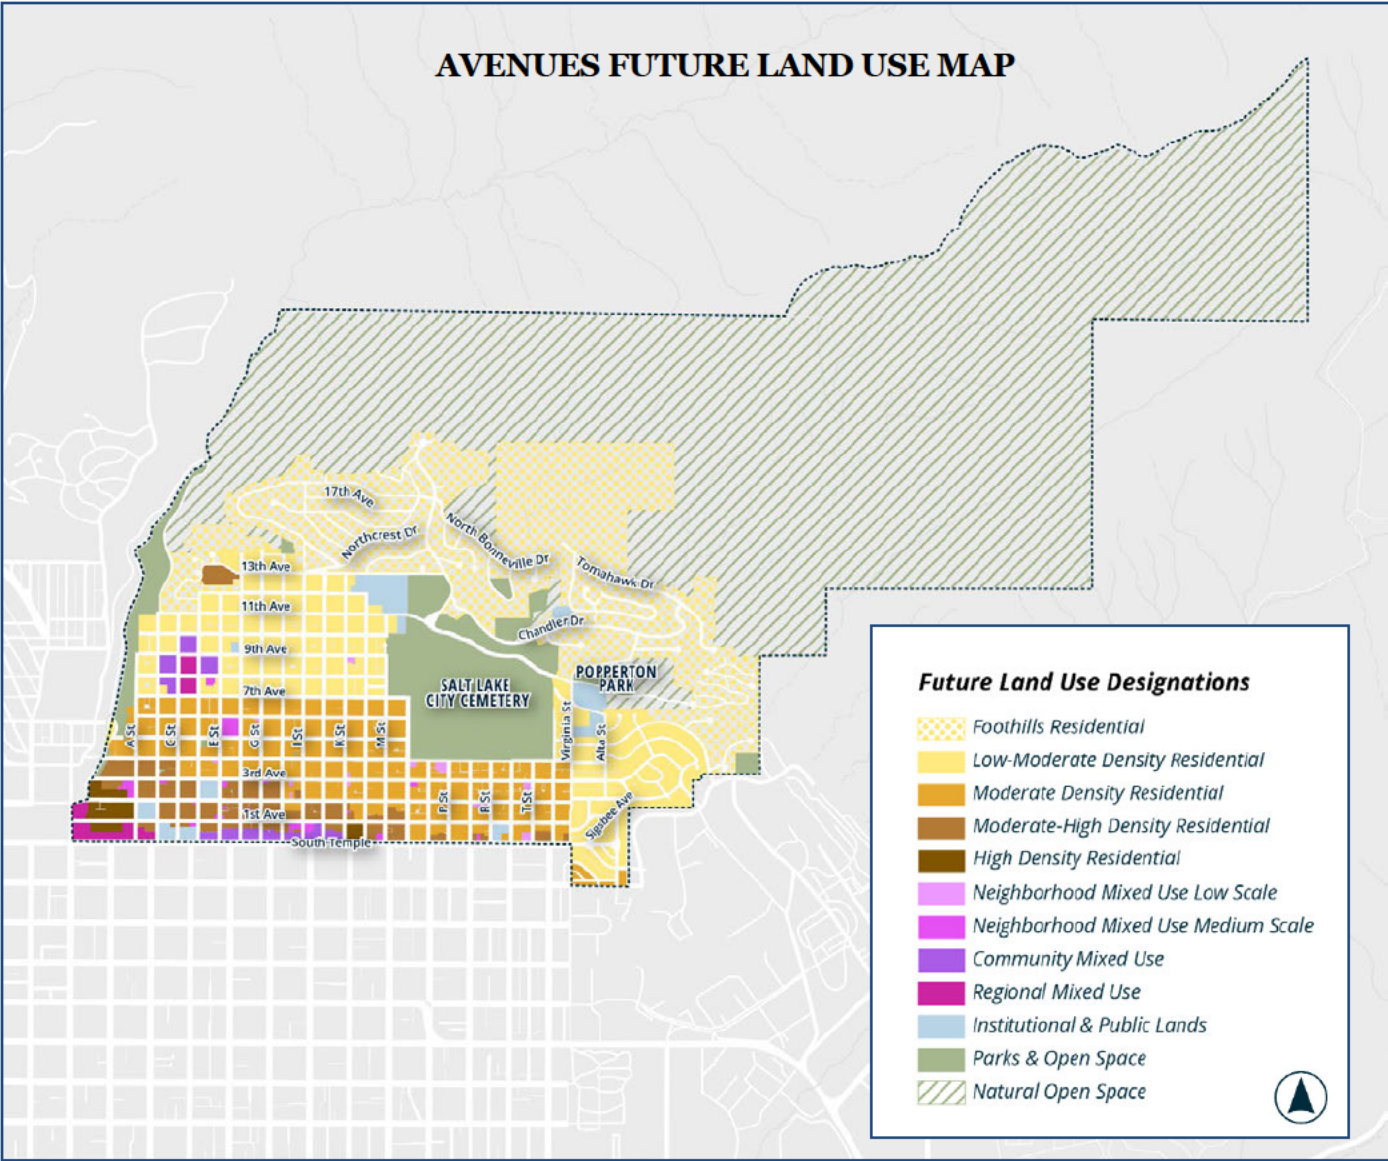 AVENUES FUTURE LAND USE MAP
17th Ave
Northcrest Dr
North Bonneville Dr
13th Ave
Tomahawk Dr
11th Ave
Chandler Dr
9th Ave
POPPERTON
PARK
SALT LAKE
CITY CEMETERY
7th Ave
A St
C St
E St
G St
I St
K St
M St
Virginia St
Alta St
3rd Ave
P St
R St
T St
1st Ave
Sigsbee Ave
South Temple
Future Land Use Designations
Foothills Residential
Low-Moderate Density Residential
Moderate Density Residential
Moderate-High Density Residential
High Density Residential
Neighborhood Mixed Use Low Scale
Neighborhood Mixed Use Medium Scale
Community Mixed Use
Regional Mixed Use
Institutional & Public Lands
Parks & Open Space
Natural Open Space